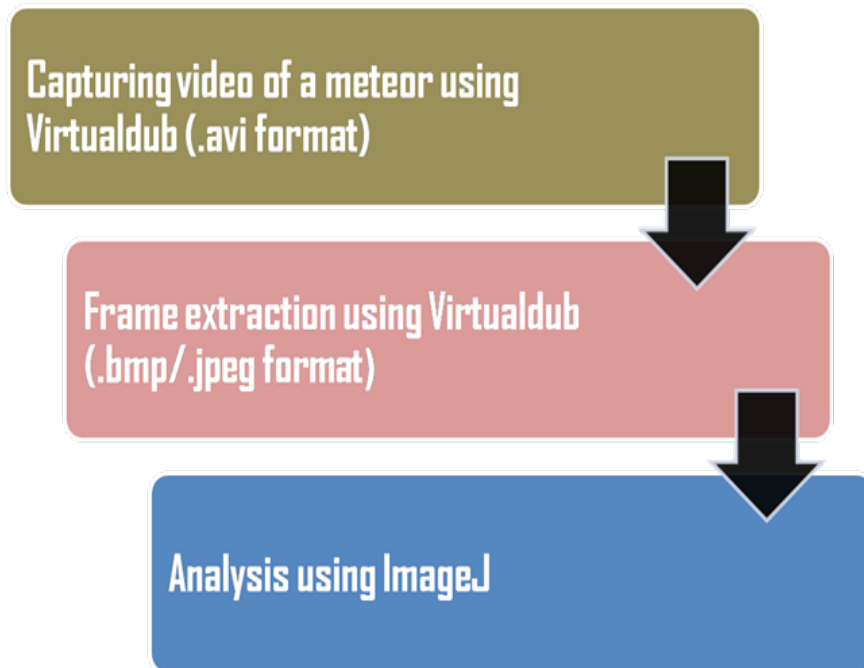 Capturing video of a meteor using
Virtualdub (.avi format)
Frame extraction using Virtualdub
(.bmp/.jpeg format)
Analysis using ImageJ